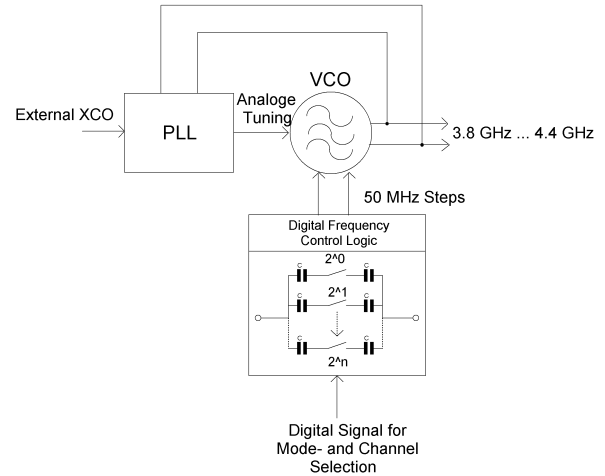 VCO
Analoge
Tuning
External XCO
PLL
3.8 GHz ... 4.4 GHz
50 MHz Steps
Digital Frequency
Control Logic
2^0
C
C
2^1
C
C
C
C
2^n
Digital Signal for
Mode- and Channel
Selection